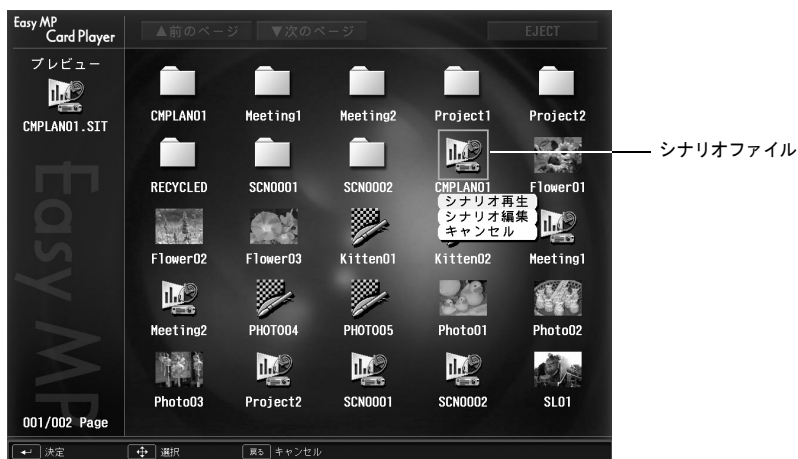 Easy MP
Card Player
▲前のページ
▼次のページ
EJECT
プレビュー
CMPLAN01.SIT
Easy MP
CMPLAN01
Meeting1
Meeting2
Project1
Project2
RECYCLED
SCN0001
SCN0002
CMPLAN01
Flower01
シナリオファイル
シナリオ再生
シナリオ編集
キャンセル
Flower02
Flower03
Kitten01
Kitten02
Meeting1
Meeting2
PHOTO04
PHOTO05
Photo01
Photo02
Photo03
Project2
SCN0001
SCN0002
SL01
001/002 Page
決定
選択
戻る キャンセル